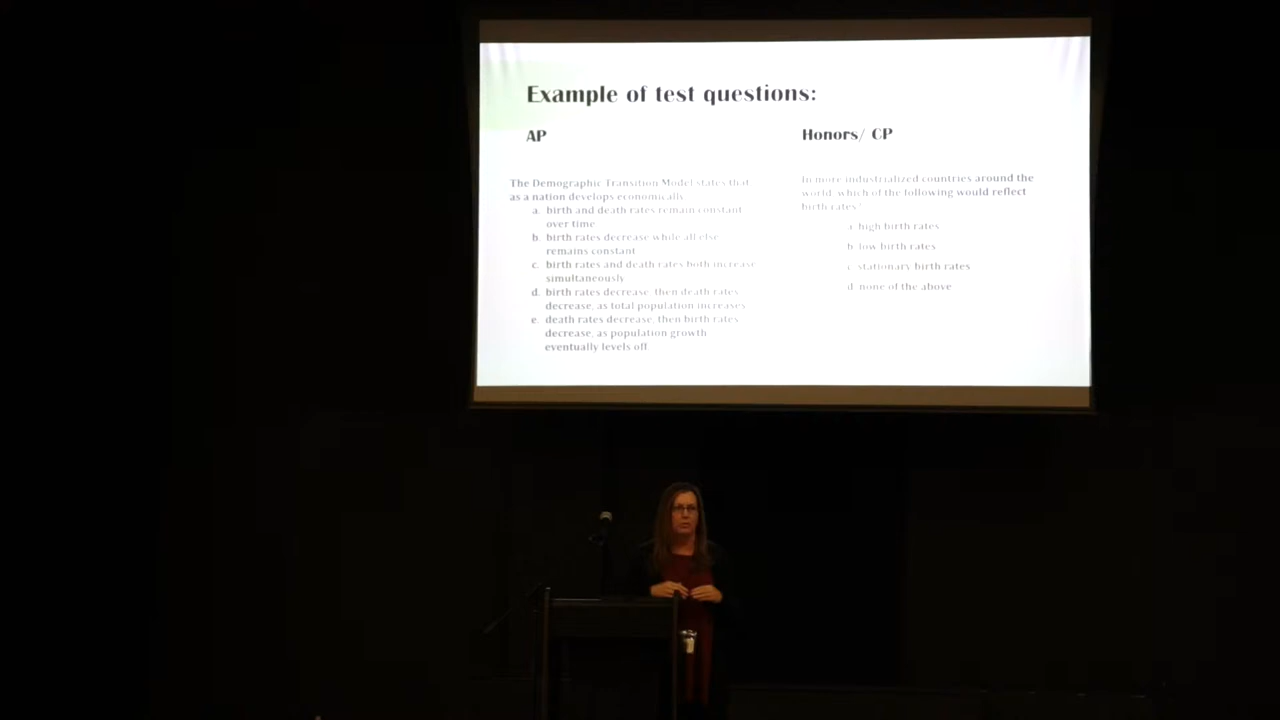 Example of test questions:
AP
The Demographic Transition Model states that
as a nation develops economically
a. birth and death rates remain constant
over time
b. birth rates decrease while all else
remains constant
c. birth rates and death rates both increase
simultaneously
d. birth rates decrease, then death rates
decrease, as total population increases
e. death rates decrease, then birth rates
decrease, as population growth
eventually levels off
Honors/ CP
In more industrialized countries around the
world, which of the following would reflect
birth rates?
a. high birth rates
b. low birth rates
c. stationary birth rates
d. none of the above